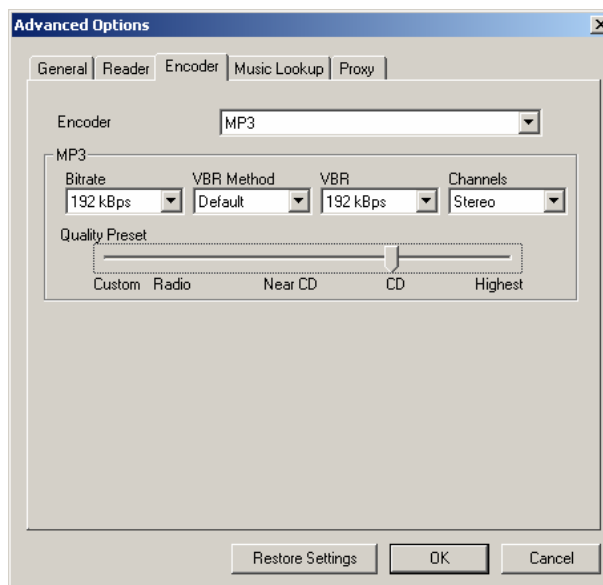 Advanced Options
General Reader Encoder Music Lookup Proxy
Encoder MP3
MP3
Bitrate VBR Method VBR Channels
192 kBps Default 192 kBps Stereo
Quality Preset
Custom Radio Near CD CD Highest
Restore Settings OK Cancel